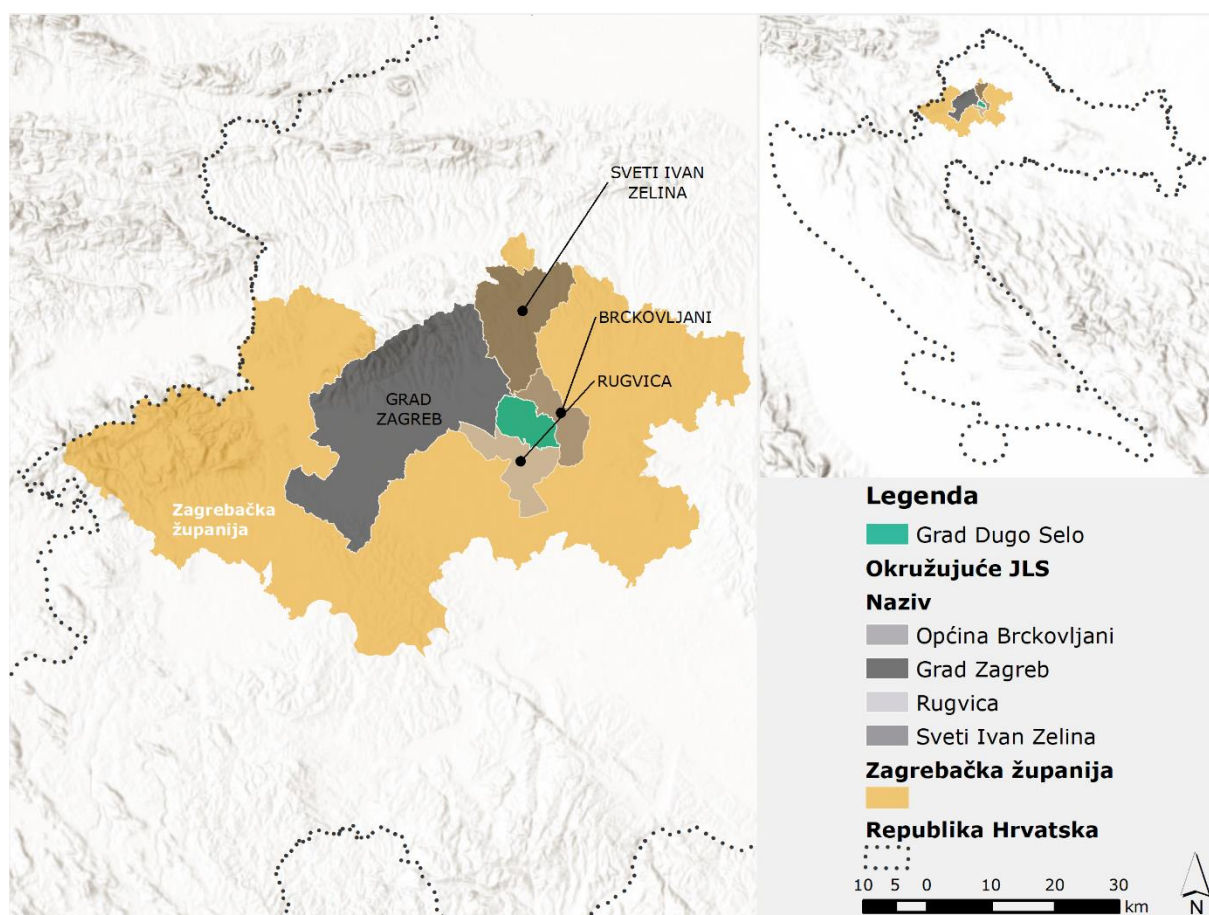 SVETI IVAN
ZELINA
BRCKOVLJANI
RUGVICA
GRAD
ZAGREB
Zagrebačka
županija
Legenda
Grad Dugo Selo
Okružujuće JLS
Naziv
Općina Brckovljani
Grad Zagreb
Rugvica
Sveti Ivan Zelina
Zagrebačka županija
Republika Hrvatska
10 5 0 10 20 30
km
N